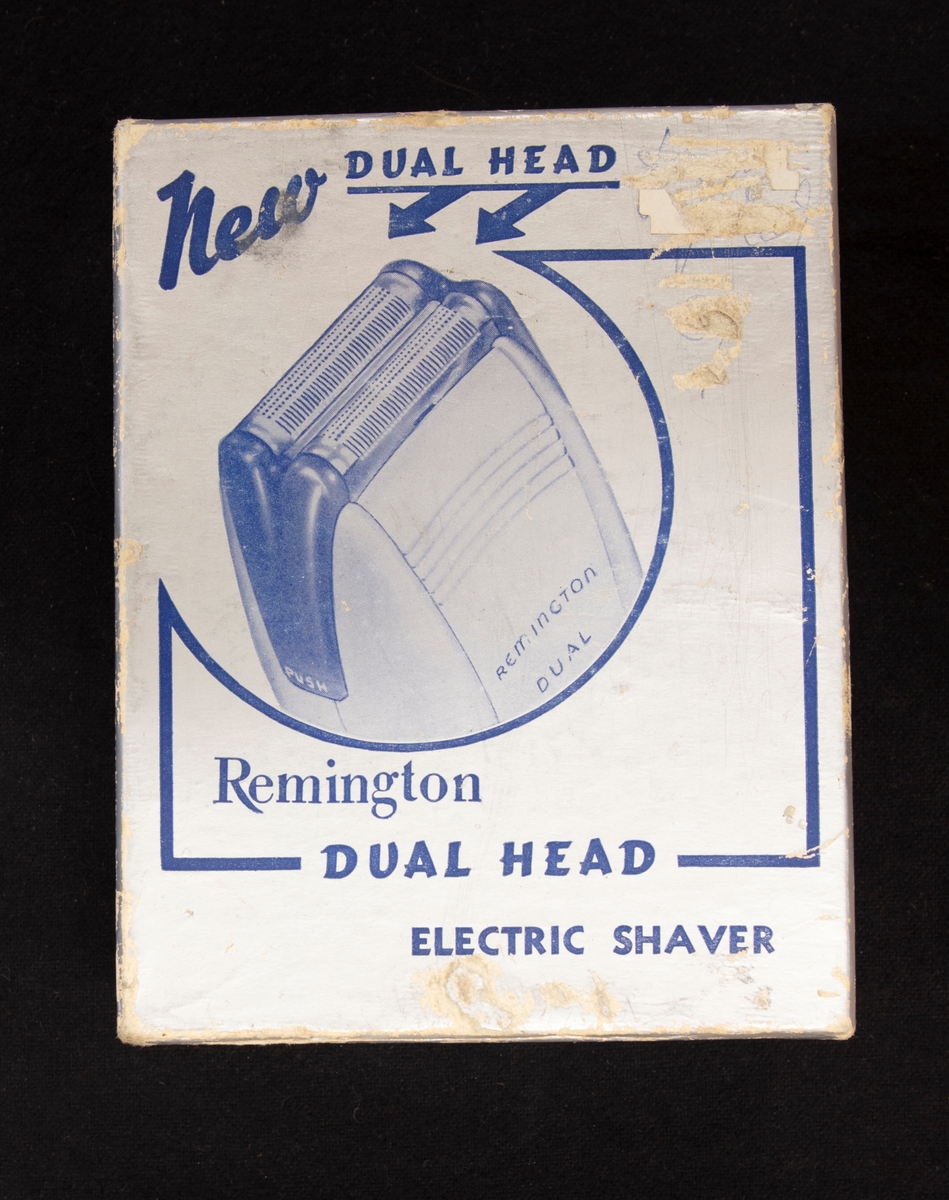 New DUAL HEAD
PUSH
REMINGTON
DUAL
Remington
DUAL HEAD
ELECTRIC SHAVER